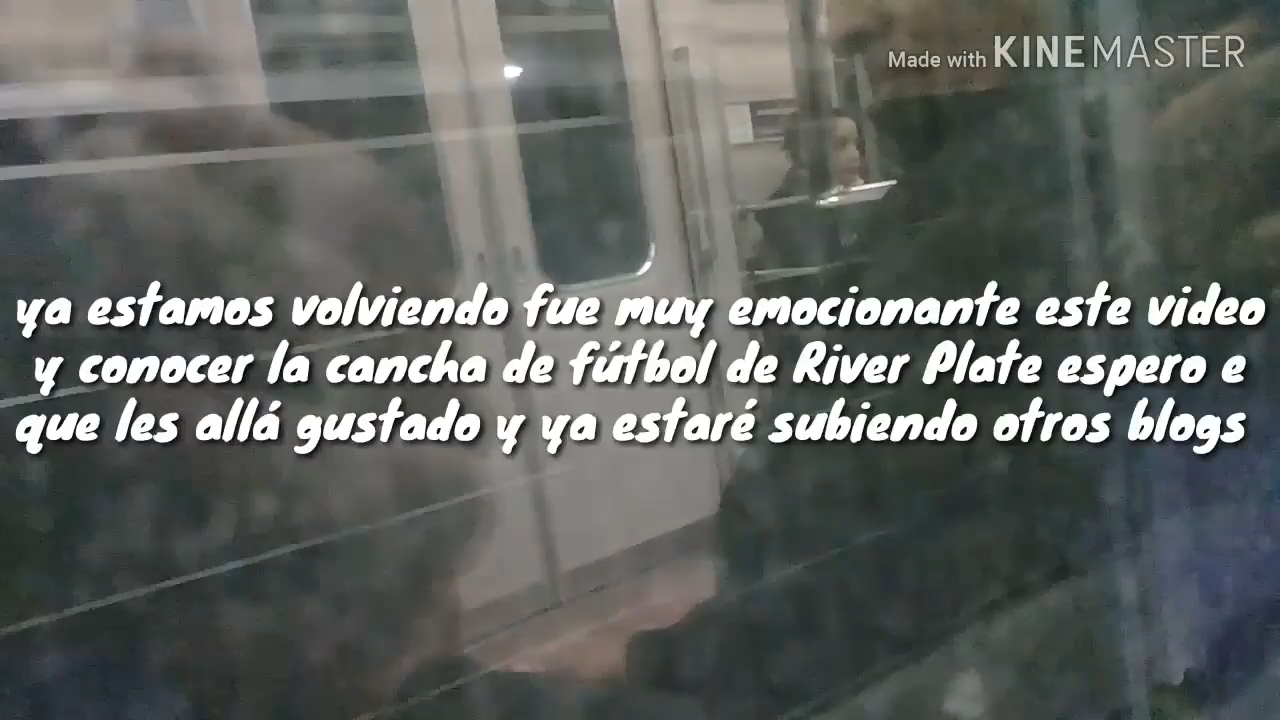 Made with KINEMASTER
ya estamos volviendo fue muy emocionante este video
y conocer la cancha de fútbol de River Plate espero e
que les allá gustado y ya estaré subiendo otros blogs